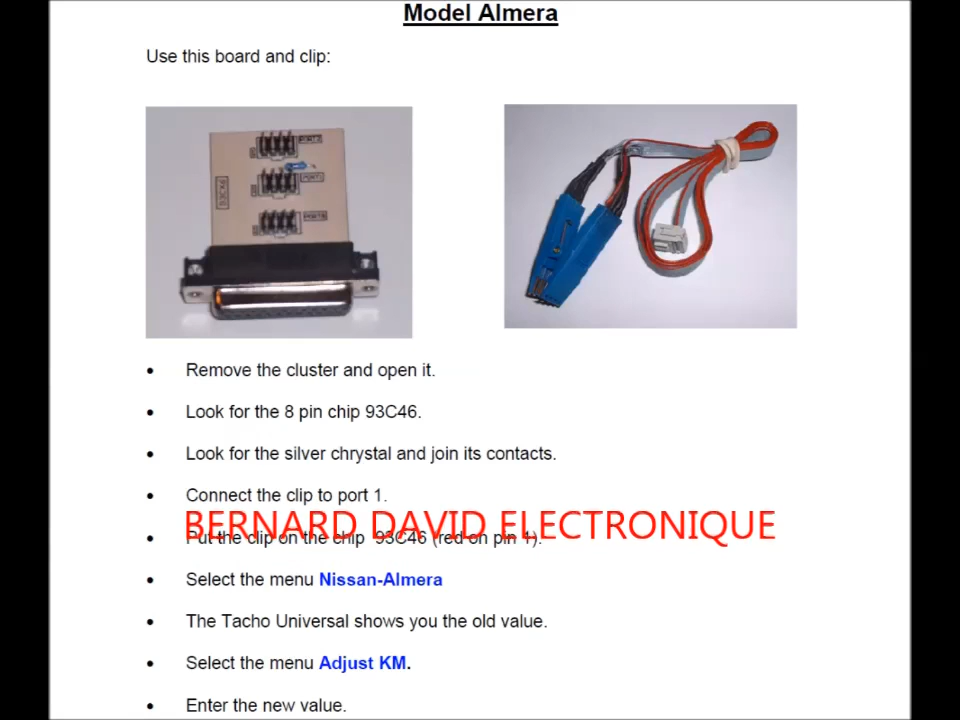 Model Almera
Use this board and clip:
93CX6
PORT1
Remove the cluster and open it.
Look for the 8 pin chip 93C46.
Look for the silver chrystal and join its contacts.
Connect the clip to port 1.
BERNARD DAVID ELECTRONIQUE
Put the clip on the chip 93C46 (red on pin 1).
Select the menu Nissan-Almera
The Tacho Universal shows you the old value.
Select the menu Adjust KM.
Enter the new value.